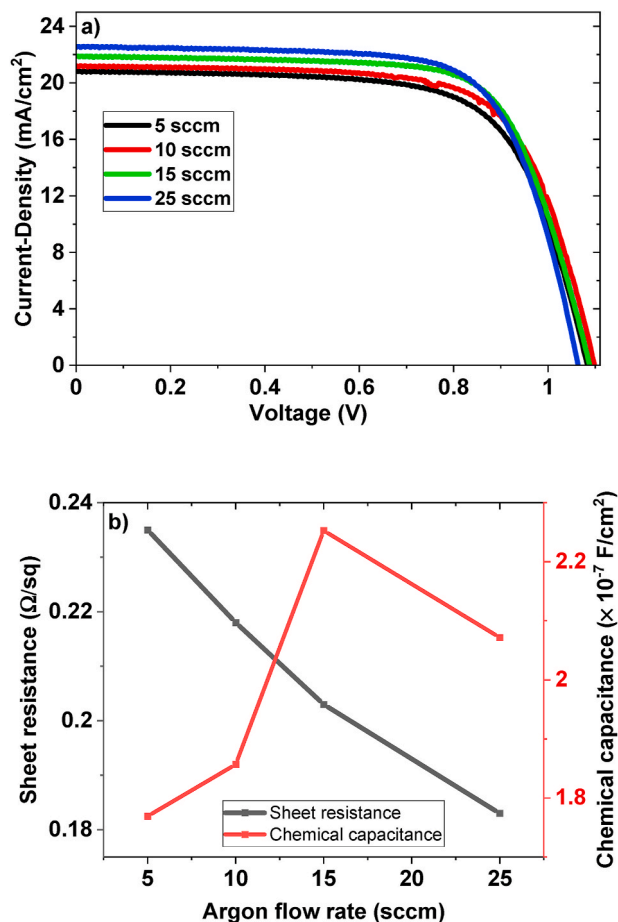 a)
24
20
16
12
8
4
0
Current-Density (mA/cm²)
5 sccm
10 sccm
15 sccm
25 sccm
0 0.2 0.4 0.6 0.8 1
Voltage (V)
b)
0.24
0.22
0.2
0.18
Sheet resistance (Ω/sq)
2.2
2
1.8
Chemical capacitance (× 10⁻⁷ F/cm²)
Sheet resistance
Chemical capacitance
5 10 15 20 25
Argon flow rate (sccm)